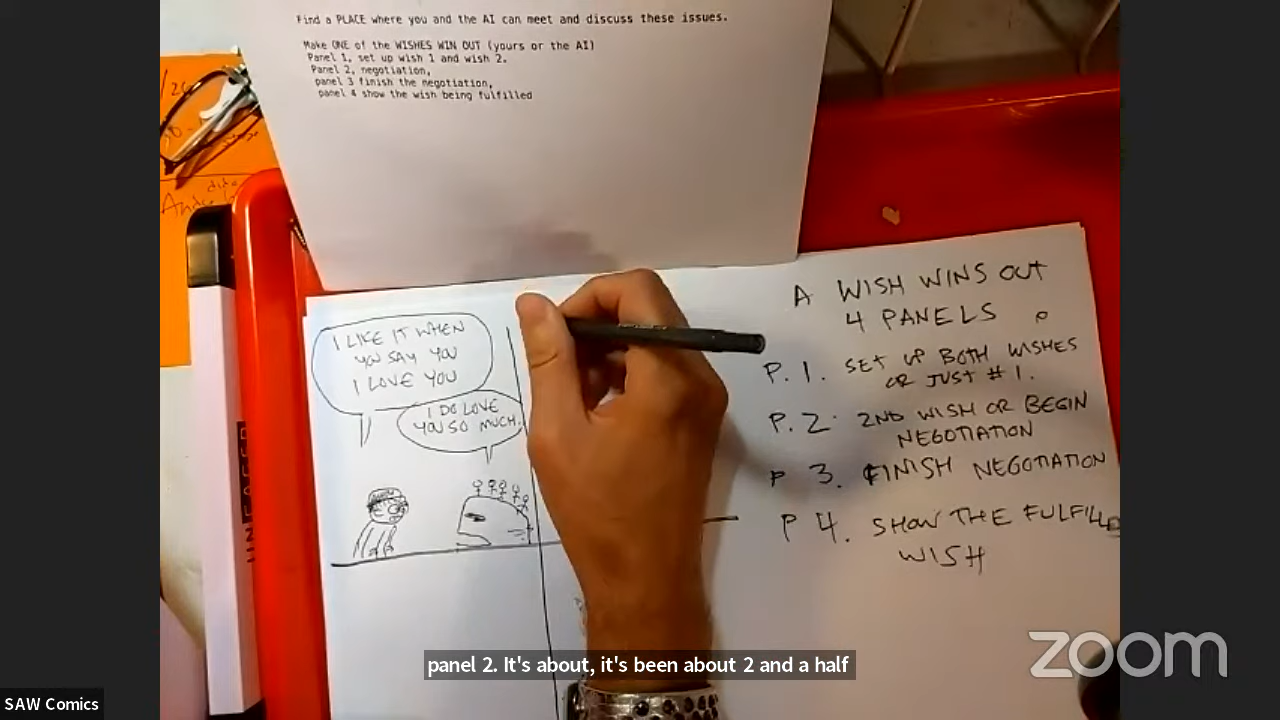 Find a PLACE where you and the AI can meet and discuss these issues.
Make ONE of the WISHES WIN OUT (yours or the AI)
Panel 1, set up wish 1 and wish 2.
Panel 2, negotiation,
panel 3 finish the negotiation,
panel 4 show the wish being fulfilled
I LIKE IT WHEN
YOU SAY YOU
I LOVE YOU
I DO LOVE
YOU SO MUCH.
A WISH WINS OUT
4 PANELS
P. 1. SET UP BOTH WISHES
OR JUST #1.
P. 2. 2ND WISH OR BEGIN
NEGOTIATION
P 3. FINISH NEGOTIATION
P 4. SHOW THE FULFILLED
WISH
panel 2. It's about, it's been about 2 and a half
zoom
SAW Comics